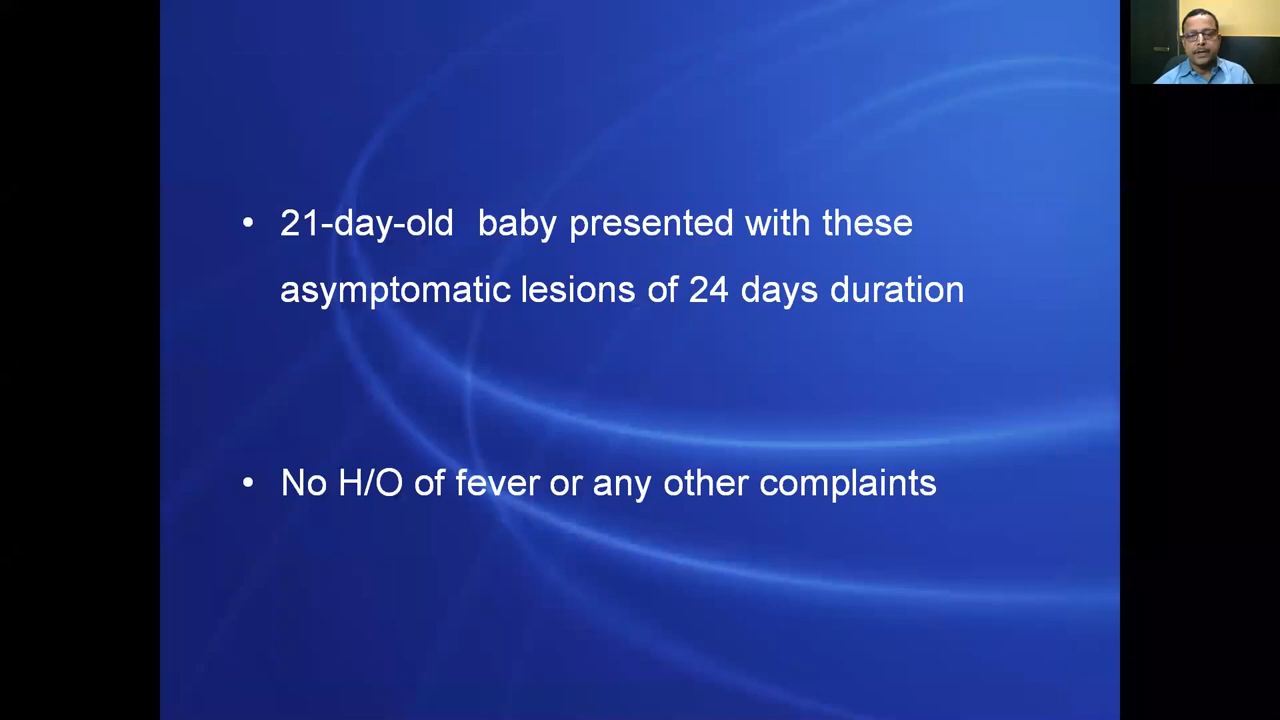 • 21-day-old baby presented with these
asymptomatic lesions of 24 days duration
• No H/O of fever or any other complaints